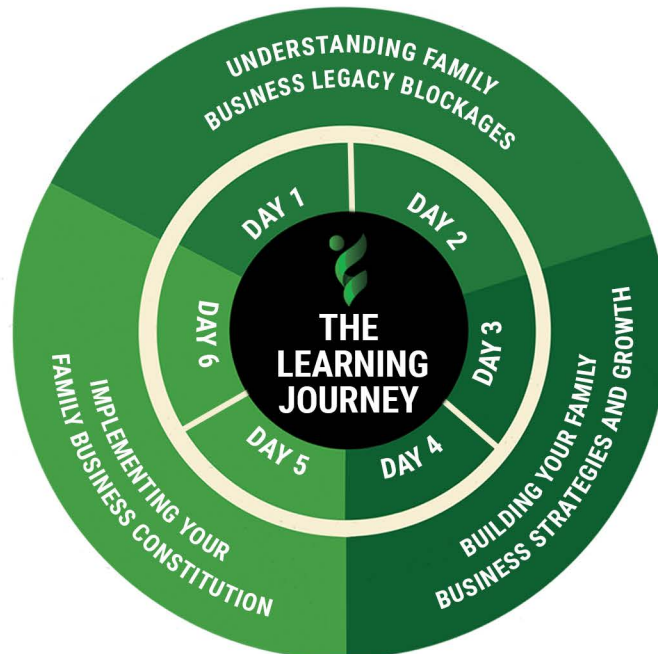 UNDERSTANDING FAMILY
BUSINESS LEGACY BLOCKAGES
DAY 1
DAY 2
DAY 3
DAY 4
DAY 5
DAY 6
THE
LEARNING
JOURNEY
BUILDING YOUR FAMILY
BUSINESS STRATEGIES AND GROWTH
IMPLEMENTING YOUR
FAMILY BUSINESS CONSTITUTION